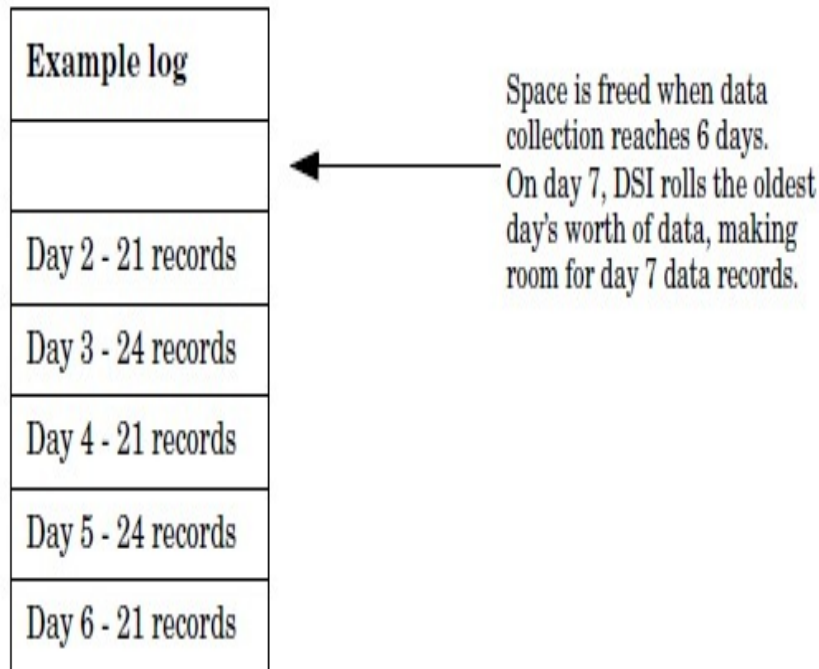 Example log
Space is freed when data
collection reaches 6 days.
On day 7, DSI rolls the oldest
day's worth of data, making
room for day 7 data records.
Day 2 - 21 records
Day 3 - 24 records
Day 4 - 21 records
Day 5 - 24 records
Day 6 - 21 records